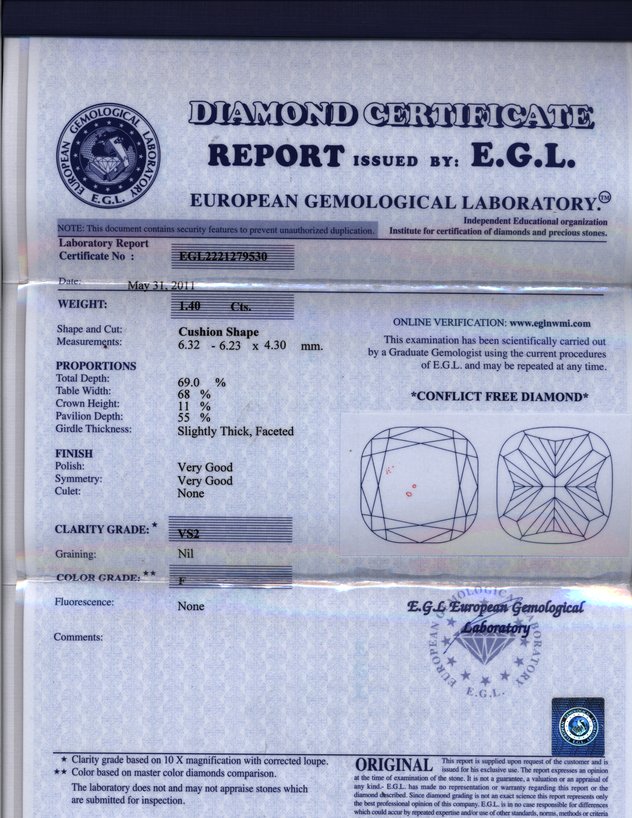 DIAMOND CERTIFICATE
REPORT ISSUED BY: E.G.L.
EUROPEAN GEMOLOGICAL LABORATORY.™
EUROPEAN GEMOLOGICAL LABORATORY
E.G.L.
Independent Educational organization
NOTE: This document contains security features to prevent unauthorized duplication.
Institute for certification of diamonds and precious stones.
Laboratory Report
Certificate No : EGL2221279530
Date: May 31, 2011
WEIGHT: 1.40 Cts.
Shape and Cut: Cushion Shape
Measurements: 6.32 - 6.23 x 4.30 mm.
PROPORTIONS
Total Depth: 69.0 %
Table Width: 68 %
Crown Height: 11 %
Pavilion Depth: 55 %
Girdle Thickness: Slightly Thick, Faceted
FINISH
Polish: Very Good
Symmetry: Very Good
Culet: None
CLARITY GRADE: * VS2
Graining: Nil
COLOR GRADE: ** F
Fluorescence: None
Comments:
ONLINE VERIFICATION: www.eglnwmi.com
This examination has been scientifically carried out
by a Graduate Gemologist using the current procedures
of E.G.L. and may be repeated at any time.
*CONFLICT FREE DIAMOND*
E.G.L European Gemological
Laboratory
EUROPEAN GEMOLOGICAL LABORATORY
E.G.L.
★ Clarity grade based on 10 X magnification with corrected loupe.
★★ Color based on master color diamonds comparison.
The laboratory does not and may not appraise stones which
are submitted for inspection.
ORIGINAL This report is supplied upon request of the customer and is
issued for his exclusive use. The report expresses an opinion
at the time of examination of the stone. It is not a guarantee, a valuation or an appraisal of
any kind.- E.G.L. has made no representation or warranty regarding this report or the
diamond described. Since diamond grading is not an exact science this report represents only
the best professional opinion of this company. E.G.L. is in no case responsible for differences
which could occur by repeated expertise and/or use of other standards, norms, methods or criteria